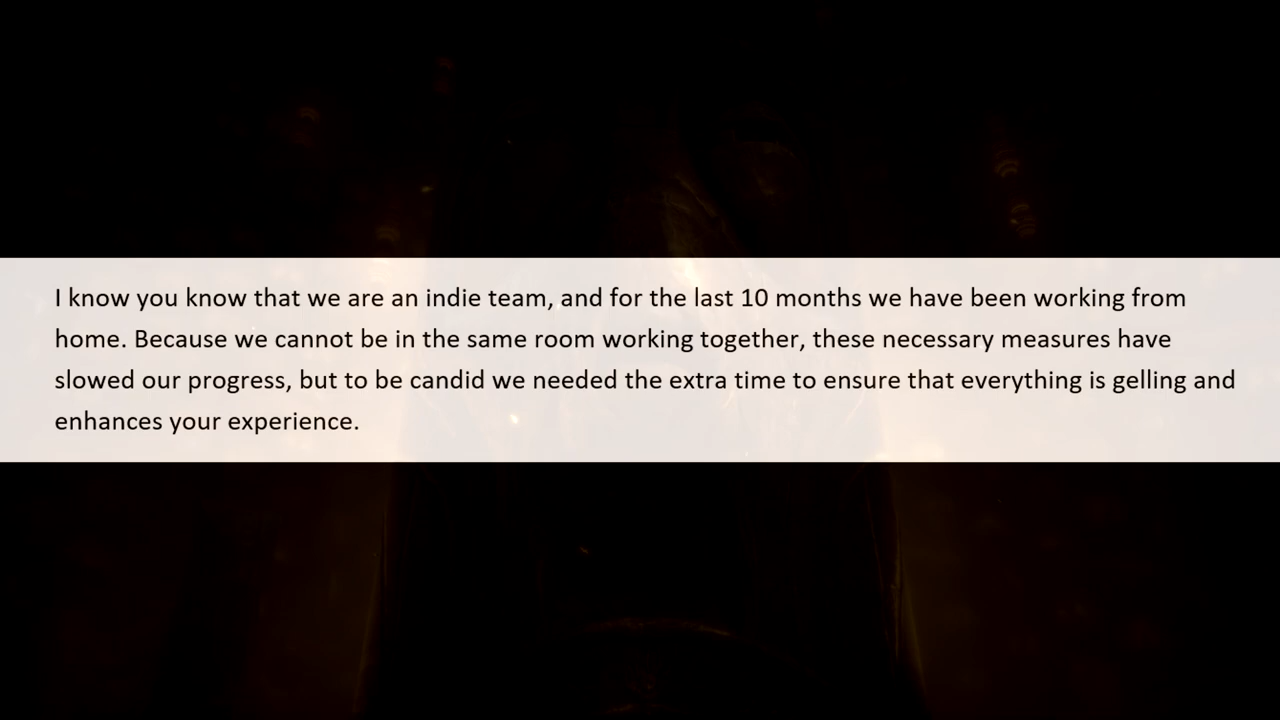 I know you know that we are an indie team, and for the last 10 months we have been working from
home. Because we cannot be in the same room working together, these necessary measures have
slowed our progress, but to be candid we needed the extra time to ensure that everything is gelling and
enhances your experience.